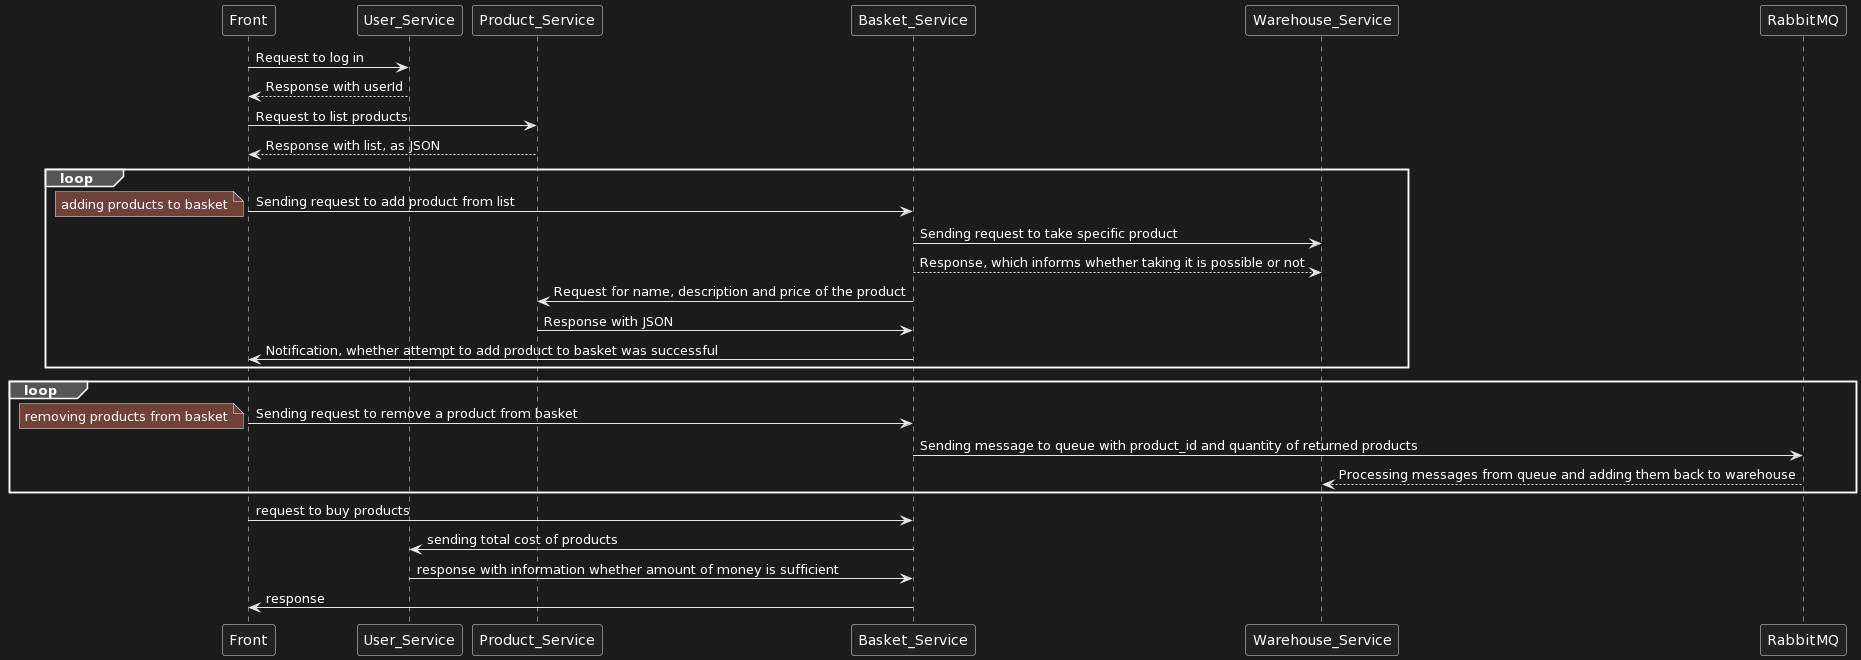 Front
User_Service
Product_Service
Basket_Service
Warehouse_Service
RabbitMQ
Request to log in
Response with userId
Request to list products
Response with list, as JSON
loop
adding products to basket
Sending request to add product from list
Sending request to take specific product
Response, which informs whether taking it is possible or not
Request for name, description and price of the product
Response with JSON
Notification, whether attempt to add product to basket was successful
loop
removing products from basket
Sending request to remove a product from basket
Sending message to queue with product_id and quantity of returned products
Processing messages from queue and adding them back to warehouse
request to buy products
sending total cost of products
response with information whether amount of money is sufficient
response
Front
User_Service
Product_Service
Basket_Service
Warehouse_Service
RabbitMQ